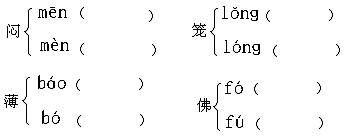 闷 mēn（ ） mèn（ ）
笼 lǒng（ ） lóng（ ）
薄 báo（ ） bó（ ）
佛 fó（ ） fú（ ）